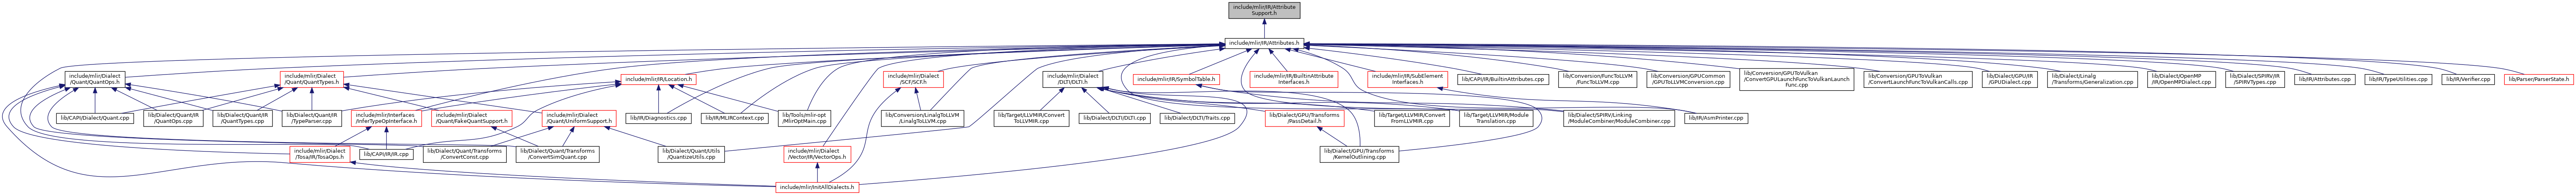 include/mlir/IR/Attribute
Support.h
include/mlir/IR/Attributes.h
include/mlir/Dialect
/Quant/QuantOps.h
include/mlir/Dialect
/Quant/QuantTypes.h
include/mlir/IR/Location.h
include/mlir/Dialect
/SCF/SCF.h
include/mlir/Dialect
/DLTI/DLTI.h
include/mlir/IR/SymbolTable.h
include/mlir/IR/BuiltinAttribute
Interfaces.h
include/mlir/IR/SubElement
Interfaces.h
lib/CAPI/IR/BuiltinAttributes.cpp
lib/Conversion/FuncToLLVM
/FuncToLLVM.cpp
lib/Conversion/GPUCommon
/GPUToLLVMConversion.cpp
lib/Conversion/GPUToVulkan
/ConvertGPULaunchFuncToVulkanLaunch
Func.cpp
lib/Conversion/GPUToVulkan
/ConvertLaunchFuncToVulkanCalls.cpp
lib/Dialect/GPU/IR
/GPUDialect.cpp
lib/Dialect/Linalg
/Transforms/Generalization.cpp
lib/Dialect/OpenMP
/IR/OpenMPDialect.cpp
lib/Dialect/SPIRV/IR
/SPIRVTypes.cpp
lib/IR/Attributes.cpp
lib/IR/TypeUtilities.cpp
lib/IR/Verifier.cpp
lib/Parser/ParserState.h
lib/CAPI/Dialect/Quant.cpp
lib/Dialect/Quant/IR
/QuantOps.cpp
lib/Dialect/Quant/IR
/QuantTypes.cpp
lib/Dialect/Quant/IR
/TypeParser.cpp
include/mlir/Interfaces
/InferTypeOpInterface.h
include/mlir/Dialect
/Quant/FakeQuantSupport.h
include/mlir/Dialect
/Quant/UniformSupport.h
lib/IR/Diagnostics.cpp
lib/IR/MLIRContext.cpp
lib/Tools/mlir-opt
/MlirOptMain.cpp
lib/Conversion/LinalgToLLVM
/LinalgToLLVM.cpp
lib/Target/LLVMIR/Convert
ToLLVMIR.cpp
lib/Dialect/DLTI/DLTI.cpp
lib/Dialect/DLTI/Traits.cpp
lib/Dialect/GPU/Transforms
/PassDetail.h
lib/Target/LLVMIR/Convert
FromLLVMIR.cpp
lib/Target/LLVMIR/Module
Translation.cpp
lib/Dialect/SPIRV/Linking
/ModuleCombiner/ModuleCombiner.cpp
lib/IR/AsmPrinter.cpp
include/mlir/Dialect
/Tosa/IR/TosaOps.h
lib/CAPI/IR/IR.cpp
lib/Dialect/Quant/Transforms
/ConvertConst.cpp
lib/Dialect/Quant/Transforms
/ConvertSimQuant.cpp
lib/Dialect/Quant/Utils
/QuantizeUtils.cpp
include/mlir/Dialect
/Vector/IR/VectorOps.h
lib/Dialect/GPU/Transforms
/KernelOutlining.cpp
include/mlir/InitAllDialects.h